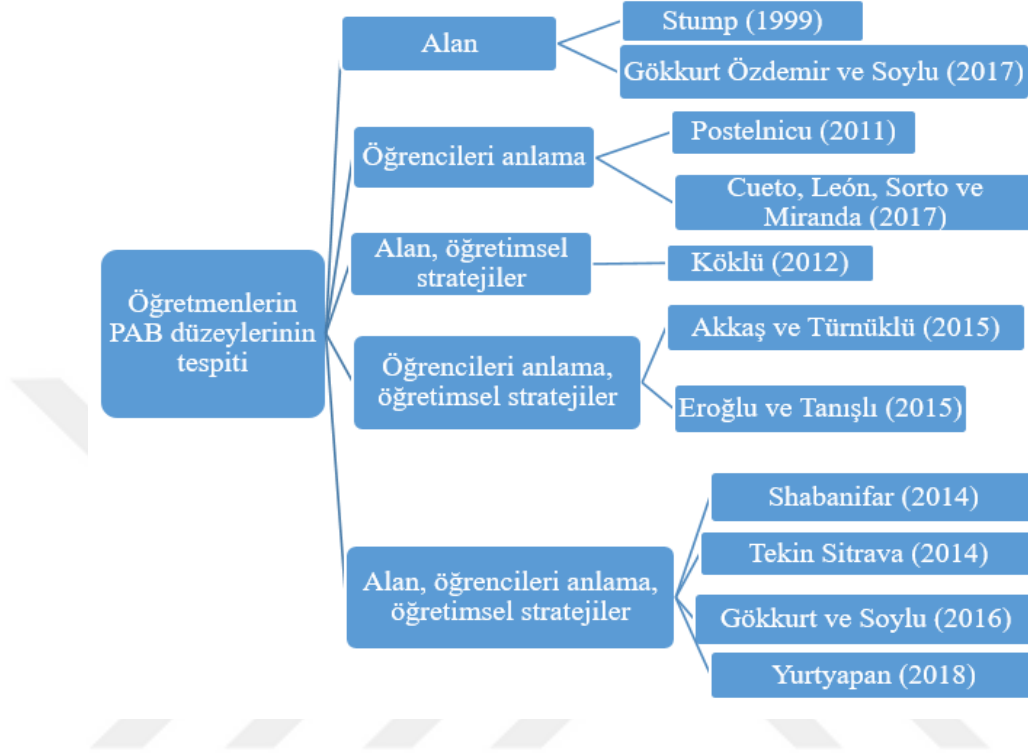 Öğretmenlerin
PAB düzeylerinin
tespiti
Alan
Stump (1999)
Gökkurt Özdemir ve Soylu (2017)
Öğrencileri anlama
Postelnicu (2011)
Cueto, León, Sorto ve
Miranda (2017)
Alan, öğretimsel
stratejiler
Köklü (2012)
Öğrencileri anlama,
öğretimsel stratejiler
Akkaş ve Türnüklü (2015)
Eroğlu ve Tanışlı (2015)
Alan, öğrencileri anlama,
öğretimsel stratejiler
Shabanifar (2014)
Tekin Sitrava (2014)
Gökkurt ve Soylu (2016)
Yurtyapan (2018)